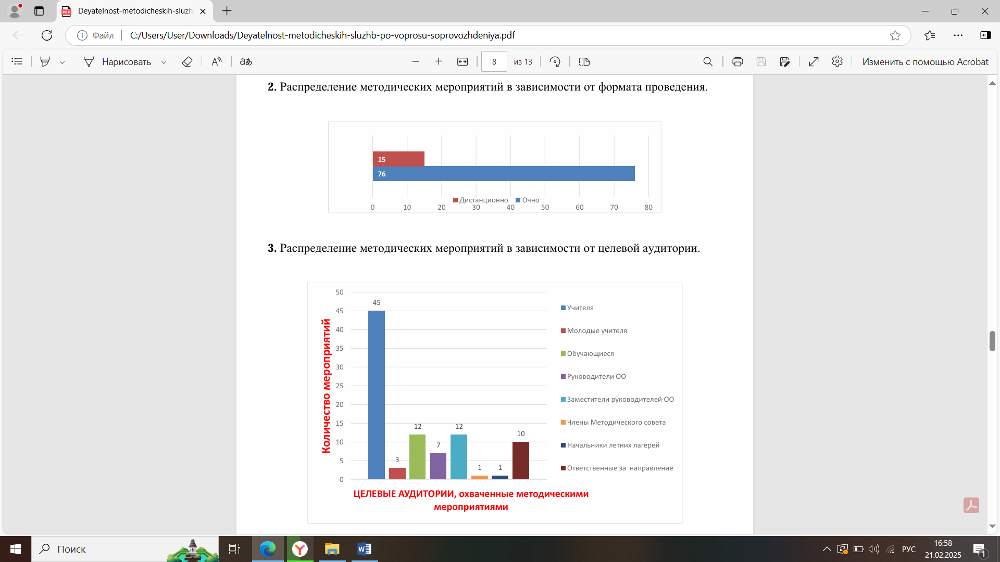 Deyatelnost-metodicheskih-sluzhb
Файл
C:/Users/User/Downloads/Deyatelnost-metodicheskih-sluzhb-po-voprosu-soprovozhdeniya.pdf
Нарисовать
aあ
8 из 13
Изменить с помощью Acrobat
2. Распределение методических мероприятий в зависимости от формата проведения.
15
76
Дистанционно Очно
0 10 20 30 40 50 60 70 80
3. Распределение методических мероприятий в зависимости от целевой аудитории.
Количество мероприятий
50
45
40
35
30
25
20
15
10
5
0
45
3
12
7
12
1
1
10
Учителя
Молодые учителя
Обучающиеся
Руководители ОО
Заместители руководителей ОО
Члены Методического совета
Начальники летних лагерей
Ответственные за  направление
ЦЕЛЕВЫЕ АУДИТОРИИ, охваченные методическими
мероприятиями
Поиск
РУС
16:58
21.02.2025
1